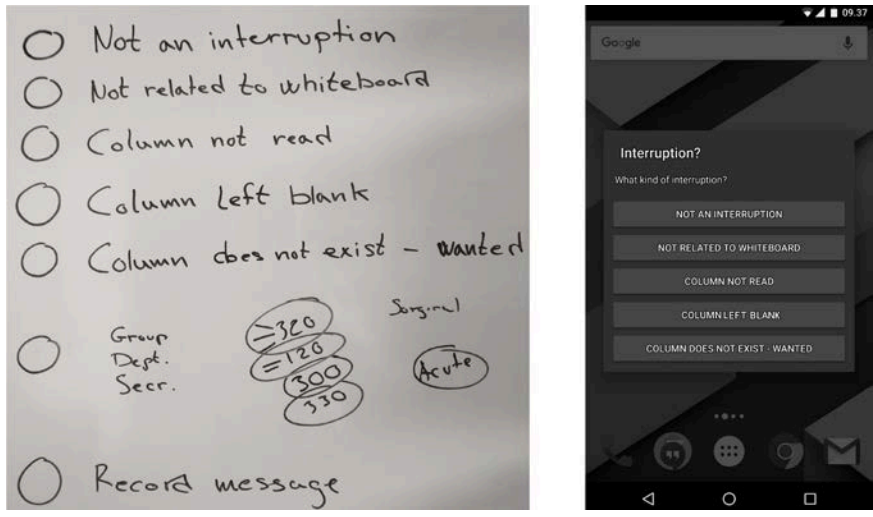 Not an interruption
Not related to whiteboard
Column not read
Column Left blank
Column does not exist - wanted
Group
Dept.
Secr.
=320
=120
300
330
Acute
Record message
09.37
Google
Interruption?
What kind of interruption?
NOT AN INTERRUPTION
NOT RELATED TO WHITEBOARD
COLUMN NOT READ
COLUMN LEFT BLANK
COLUMN DOES NOT EXIST - WANTED